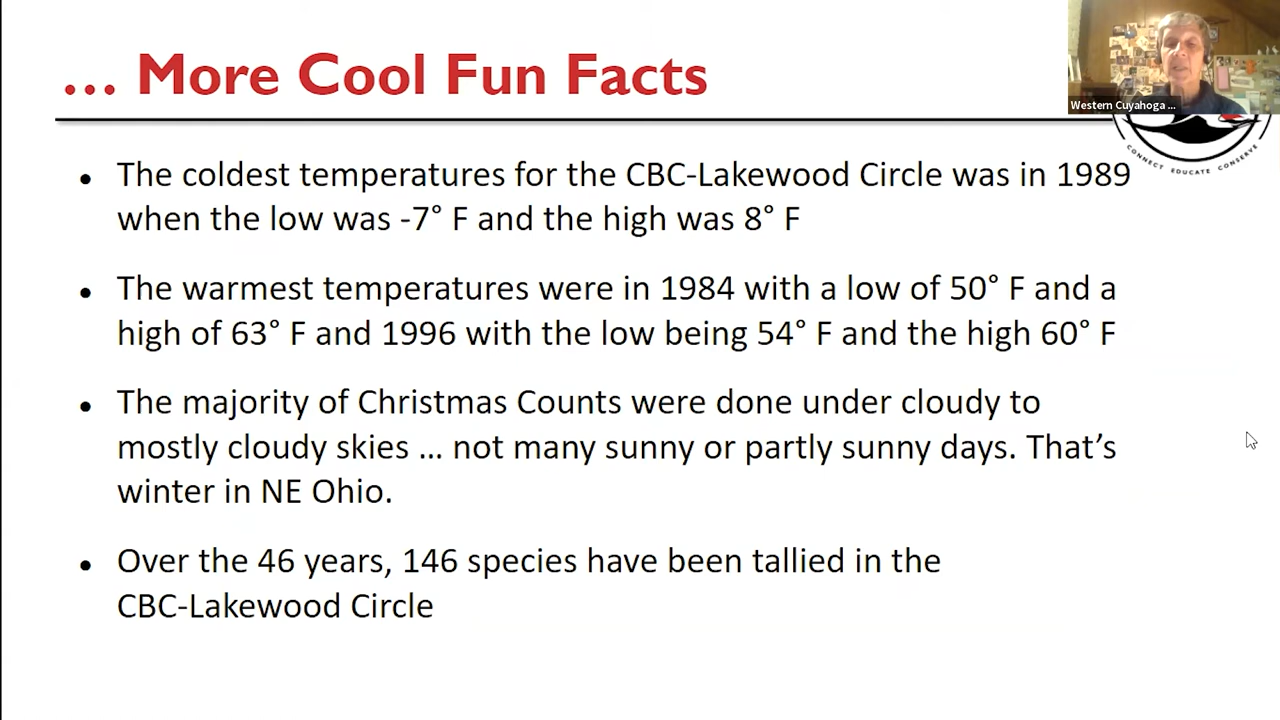 … More Cool Fun Facts
Western Cuyahoga ...
CONNECT EDUCATE CONSERVE
• The coldest temperatures for the CBC-Lakewood Circle was in 1989
when the low was -7° F and the high was 8° F
• The warmest temperatures were in 1984 with a low of 50° F and a
high of 63° F and 1996 with the low being 54° F and the high 60° F
• The majority of Christmas Counts were done under cloudy to
mostly cloudy skies … not many sunny or partly sunny days. That’s
winter in NE Ohio.
• Over the 46 years, 146 species have been tallied in the
CBC-Lakewood Circle